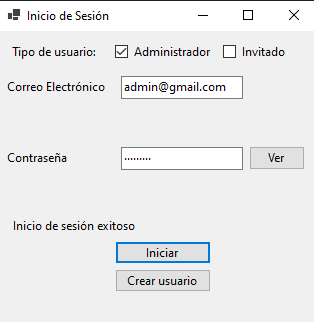 Inicio de Sesión
Tipo de usuario: Administrador Invitado
Correo Electrónico admin@gmail.com
Contraseña ********* Ver
Inicio de sesión exitoso
Iniciar
Crear usuario